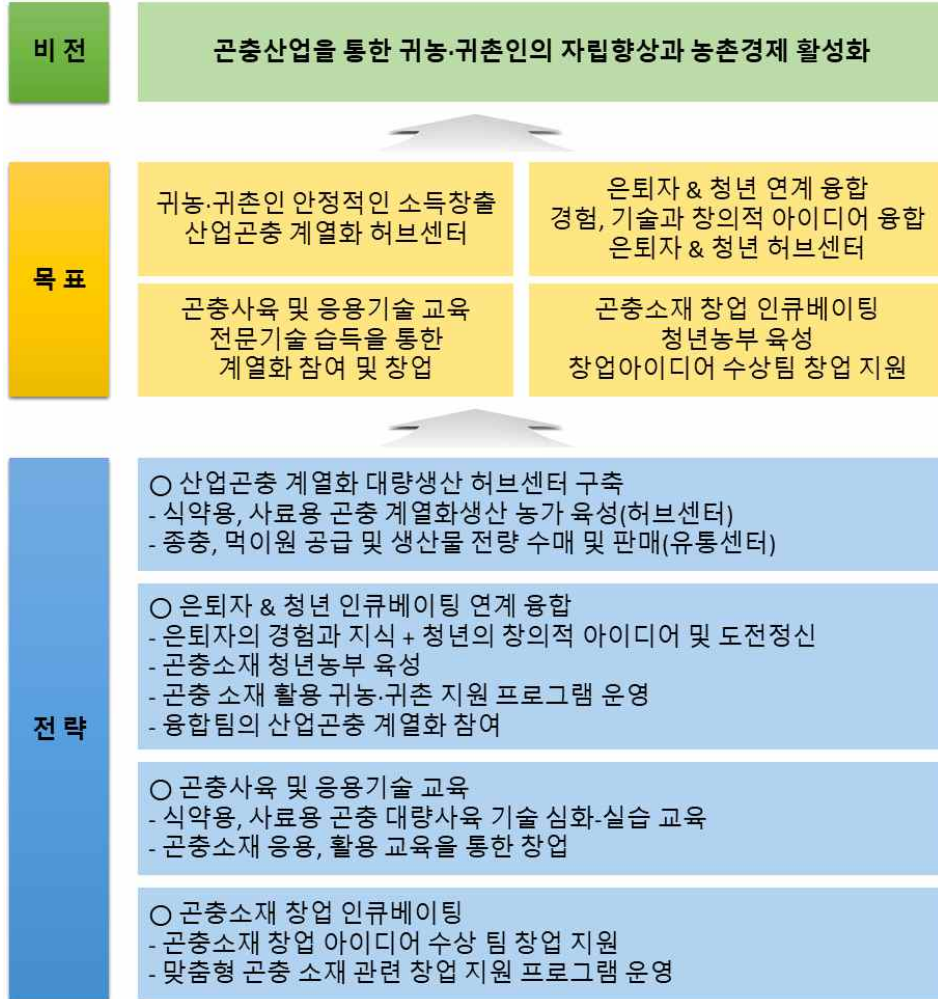 비 전
곤충산업을 통한 귀농·귀촌인의 자립향상과 농촌경제 활성화
목 표
귀농·귀촌인 안정적인 소득창출
산업곤충 계열화 허브센터
은퇴자 & 청년 연계 융합
경험, 기술과 창의적 아이디어 융합
은퇴자 & 청년 허브센터
곤충사육 및 응용기술 교육
전문기술 습득을 통한
계열화 참여 및 창업
곤충소재 창업 인큐베이팅
청년농부 육성
창업아이디어 수상팀 창업 지원
전 략
○ 산업곤충 계열화 대량생산 허브센터 구축
- 식약용, 사료용 곤충 계열화생산 농가 육성(허브센터)
- 종충, 먹이원 공급 및 생산물 전량 수매 및 판매(유통센터)
○ 은퇴자 & 청년 인큐베이팅 연계 융합
- 은퇴자의 경험과 지식 + 청년의 창의적 아이디어 및 도전정신
- 곤충소재 청년농부 육성
- 곤충 소재 활용 귀농·귀촌 지원 프로그램 운영
- 융합팀의 산업곤충 계열화 참여
○ 곤충사육 및 응용기술 교육
- 식약용, 사료용 곤충 대량사육 기술 심화-실습 교육
- 곤충소재 응용, 활용 교육을 통한 창업
○ 곤충소재 창업 인큐베이팅
- 곤충소재 창업 아이디어 수상 팀 창업 지원
- 맞춤형 곤충 소재 관련 창업 지원 프로그램 운영